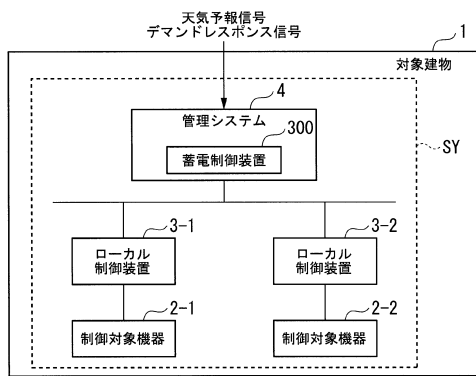 天気予報信号
デマンドレスポンス信号
1
対象建物
4
管理システム
300
蓄電制御装置
SY
3-1
ローカル
制御装置
3-2
ローカル
制御装置
2-1
制御対象機器
2-2
制御対象機器